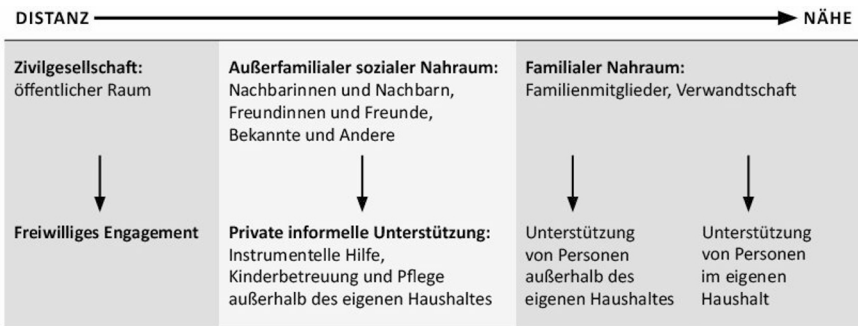 DISTANZ NÄHE
Zivilgesellschaft:
öffentlicher Raum
Außerfamilialer sozialer Nahraum:
Nachbarinnen und Nachbarn,
Freundinnen und Freunde,
Bekannte und Andere
Familialer Nahraum:
Familienmitglieder, Verwandtschaft
Freiwilliges Engagement
Private informelle Unterstützung:
Instrumentelle Hilfe,
Kinderbetreuung und Pflege
außerhalb des eigenen Haushaltes
Unterstützung
von Personen
außerhalb des
eigenen Haushaltes
Unterstützung
von Personen
im eigenen
Haushalt